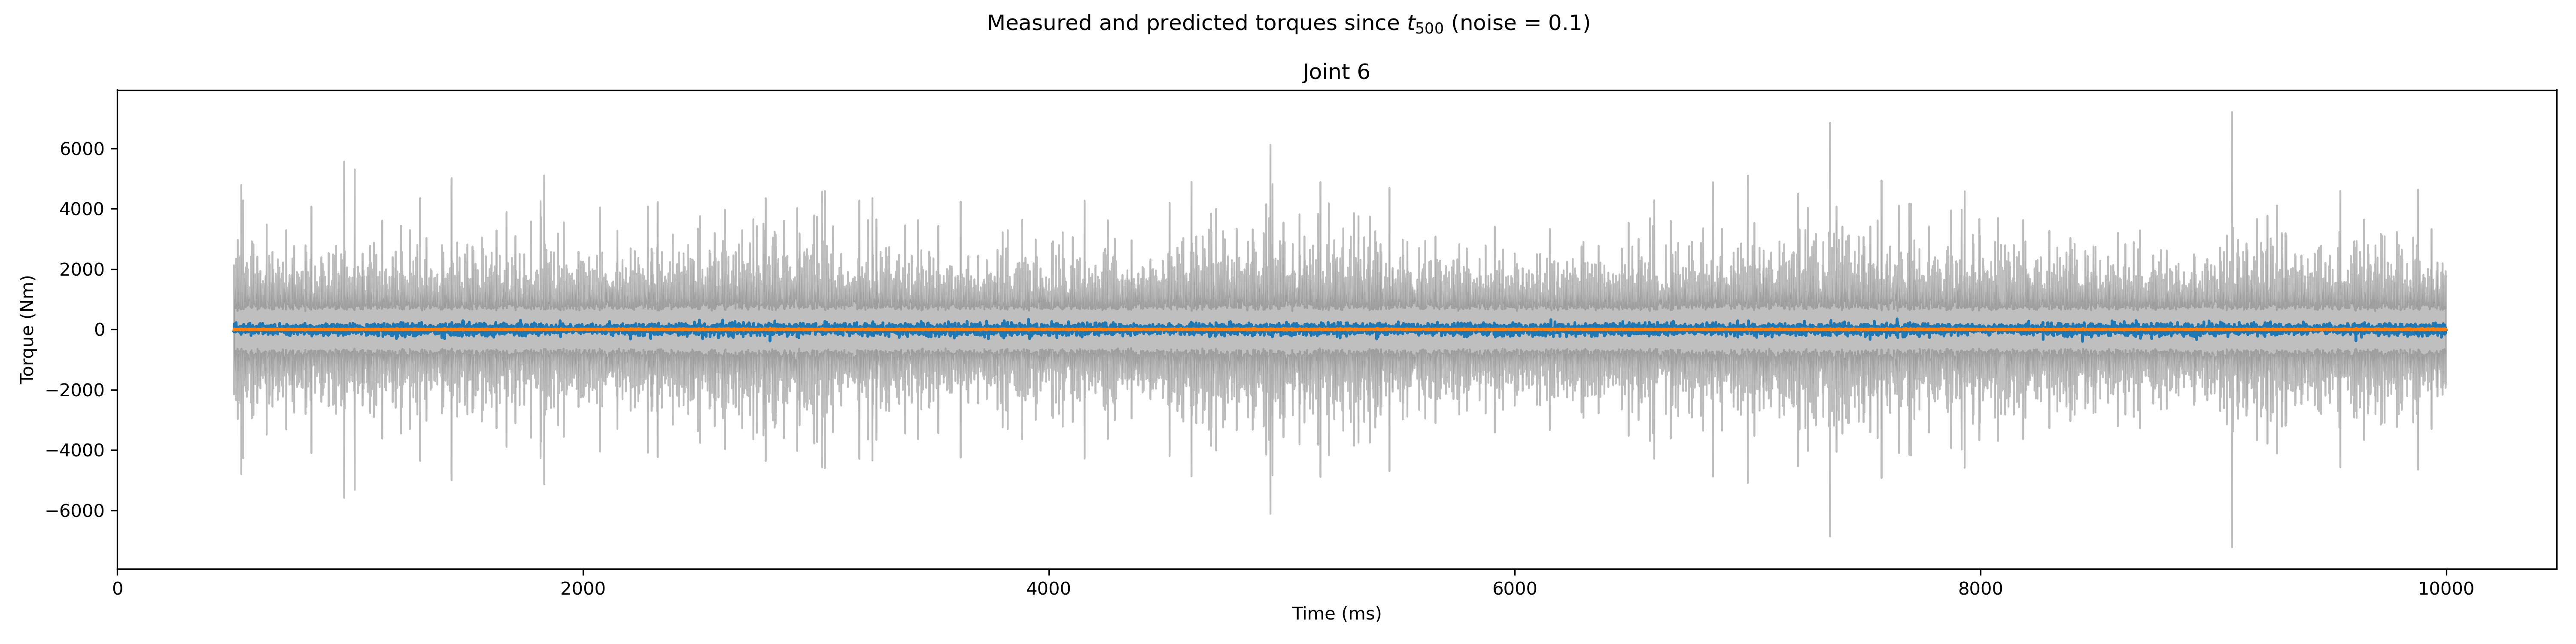 Measured and predicted torques since t500 (noise = 0.1)
Joint 6
Torque (Nm)
6000
4000
2000
0
−2000
−4000
−6000
0 2000 4000 6000 8000 10000
Time (ms)